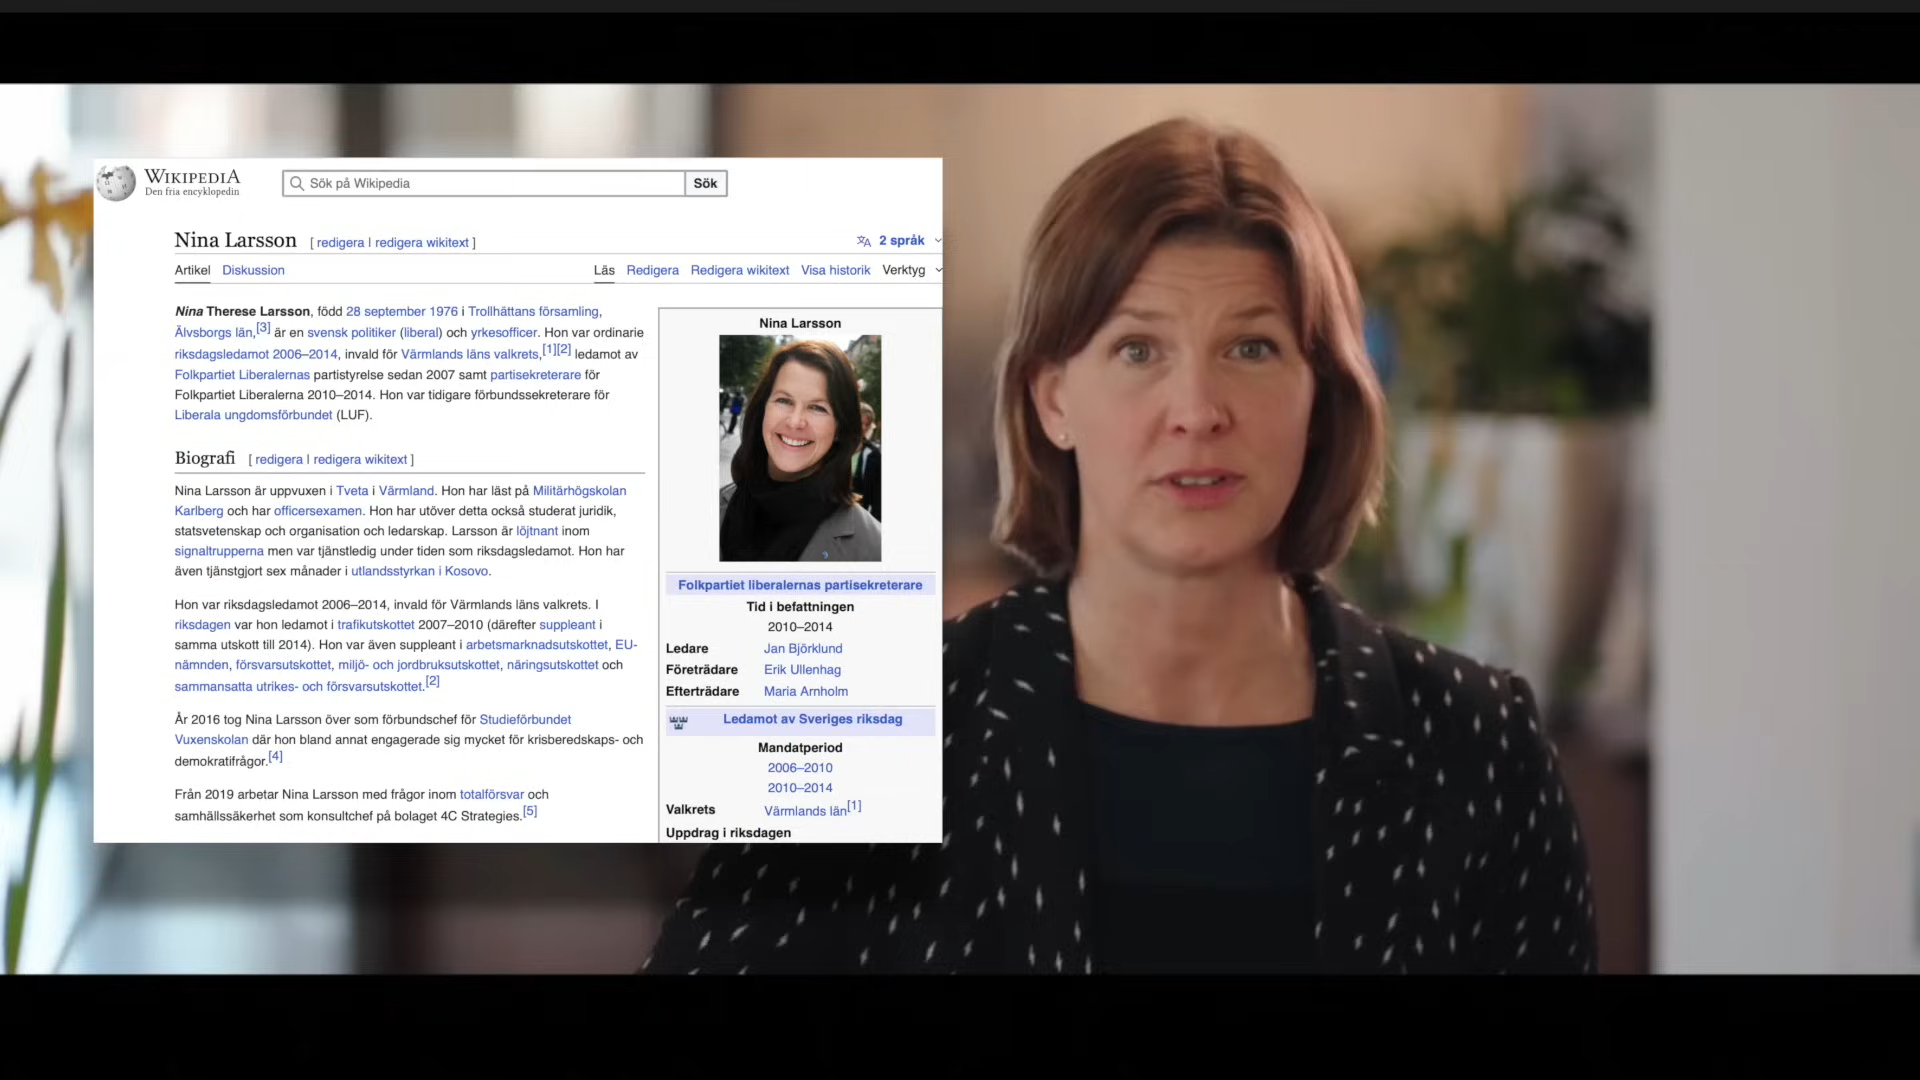 WIKIPEDIA
Den fria encyklopedin
Sök på Wikipedia
Sök
Nina Larsson [ redigera | redigera wikitext ]
2 språk
Artikel Diskussion
Läs Redigera Redigera wikitext Visa historik Verktyg
Nina Therese Larsson, född 28 september 1976 i Trollhättans församling,
Älvsborgs län,[3] är en svensk politiker (liberal) och yrkesofficer. Hon var ordinarie
riksdagsledamot 2006–2014, invald för Värmlands läns valkrets,[1][2] ledamot av
Folkpartiet Liberalernas partistyrelse sedan 2007 samt partisekreterare för
Folkpartiet Liberalerna 2010–2014. Hon var tidigare förbundssekreterare för
Liberala ungdomsförbundet (LUF).
Biografi [ redigera | redigera wikitext ]
Nina Larsson är uppvuxen i Tveta i Värmland. Hon har läst på Militärhögskolan
Karlberg och har officersexamen. Hon har utöver detta också studerat juridik,
statsvetenskap och organisation och ledarskap. Larsson är löjtnant inom
signaltrupperna men var tjänstledig under tiden som riksdagsledamot. Hon har
även tjänstgjort sex månader i utlandsstyrkan i Kosovo.
Hon var riksdagsledamot 2006–2014, invald för Värmlands läns valkrets. I
riksdagen var hon ledamot i trafikutskottet 2007–2010 (därefter suppleant i
samma utskott till 2014). Hon var även suppleant i arbetsmarknadsutskottet, EU-
nämnden, försvarsutskottet, miljö- och jordbruksutskottet, näringsutskottet och
sammansatta utrikes- och försvarsutskottet.[2]
År 2016 tog Nina Larsson över som förbundschef för Studieförbundet
Vuxenskolan där hon bland annat engagerade sig mycket för krisberedskaps- och
demokratifrågor.[4]
Från 2019 arbetar Nina Larsson med frågor inom totalförsvar och
samhällssäkerhet som konsultchef på bolaget 4C Strategies.[5]
Nina Larsson
Folkpartiet liberalernas partisekreterare
Tid i befattningen
2010–2014
Ledare Jan Björklund
Företrädare Erik Ullenhag
Efterträdare Maria Arnholm
Ledamot av Sveriges riksdag
Mandatperiod
2006–2010
2010–2014
Valkrets Värmlands län[1]
Uppdrag i riksdagen